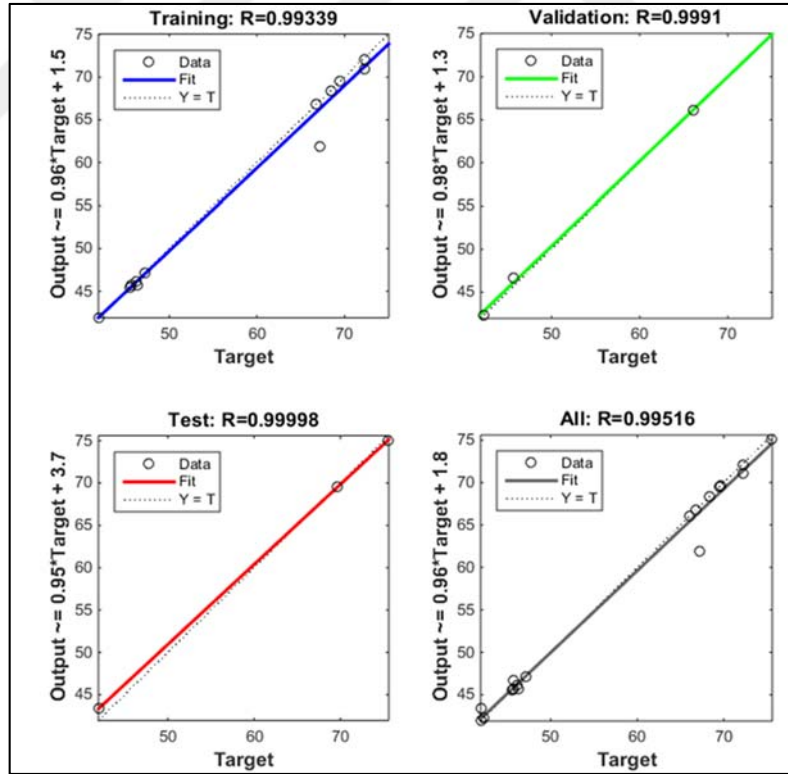 Training: R=0.99339
Output ~= 0.96*Target + 1.5
75
70
65
60
55
50
45
Data
Fit
Y = T
50 60 70
Target
Validation: R=0.9991
Output ~= 0.98*Target + 1.3
75
70
65
60
55
50
45
Data
Fit
Y = T
50 60 70
Target
Test: R=0.99998
Output ~= 0.95*Target + 3.7
75
70
65
60
55
50
45
Data
Fit
Y = T
50 60 70
Target
All: R=0.99516
Output ~= 0.96*Target + 1.8
75
70
65
60
55
50
45
Data
Fit
Y = T
50 60 70
Target